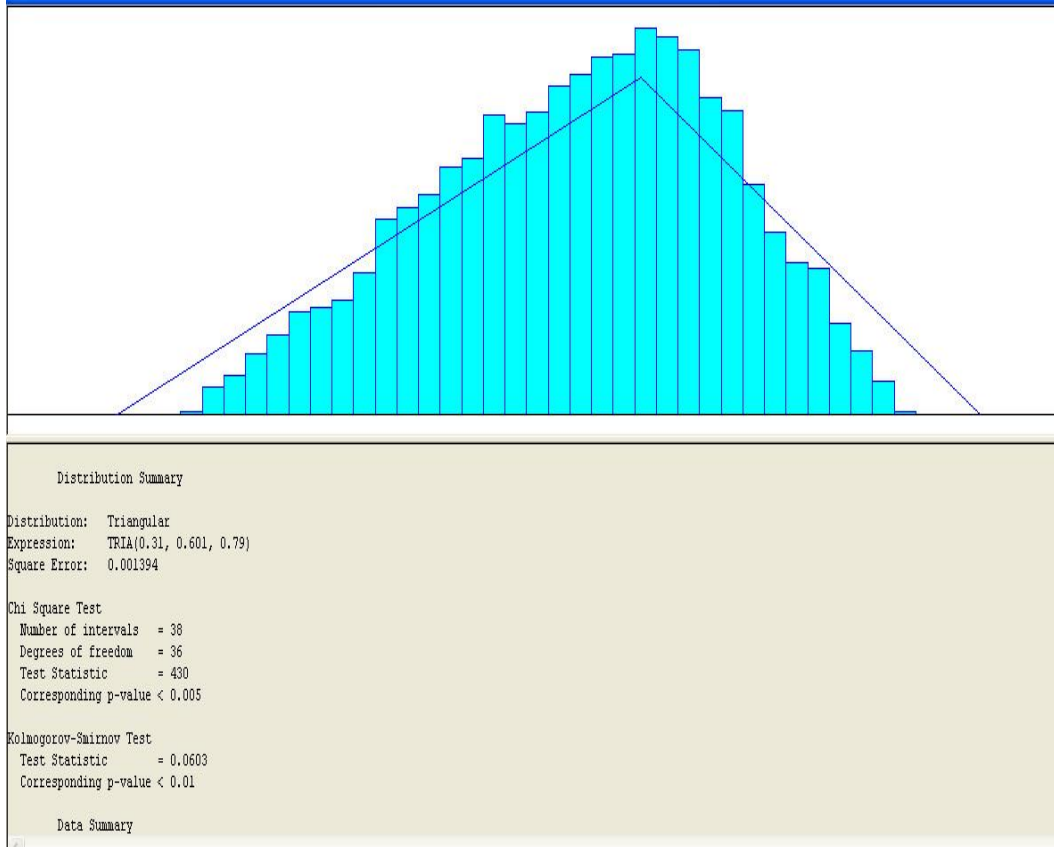 Distribution Summary
Distribution: Triangular
Expression: TRIA(0.31, 0.601, 0.79)
Square Error: 0.001394
Chi Square Test
Number of intervals = 38
Degrees of freedom = 36
Test Statistic = 430
Corresponding p-value < 0.005
Kolmogorov-Smirnov Test
Test Statistic = 0.0603
Corresponding p-value < 0.01
Data Summary